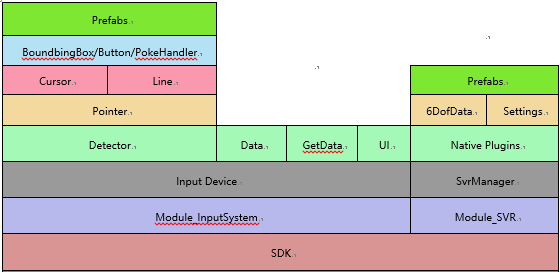 Prefabs
BoundbingBox/Button/PokeHandler
Cursor Line Prefabs
Pointer 6DofData Settings
Detector Data GetData UI Native Plugins
Input Device SvrManager
Module_InputSystem Module_SVR
SDK